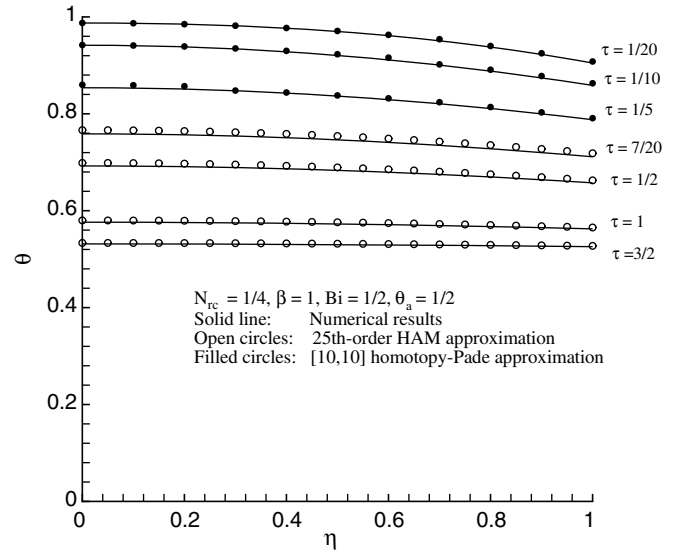 1
0.8
0.6
0.4
0.2
0
θ
τ = 1/20
τ = 1/10
τ = 1/5
τ = 7/20
τ = 1/2
τ = 1
τ =3/2
N_rc = 1/4, β = 1, Bi = 1/2, θ_a = 1/2
Solid line: Numerical results
Open circles: 25th-order HAM approximation
Filled circles: [10,10] homotopy-Pade approximation
0 0.2 0.4 0.6 0.8 1
η